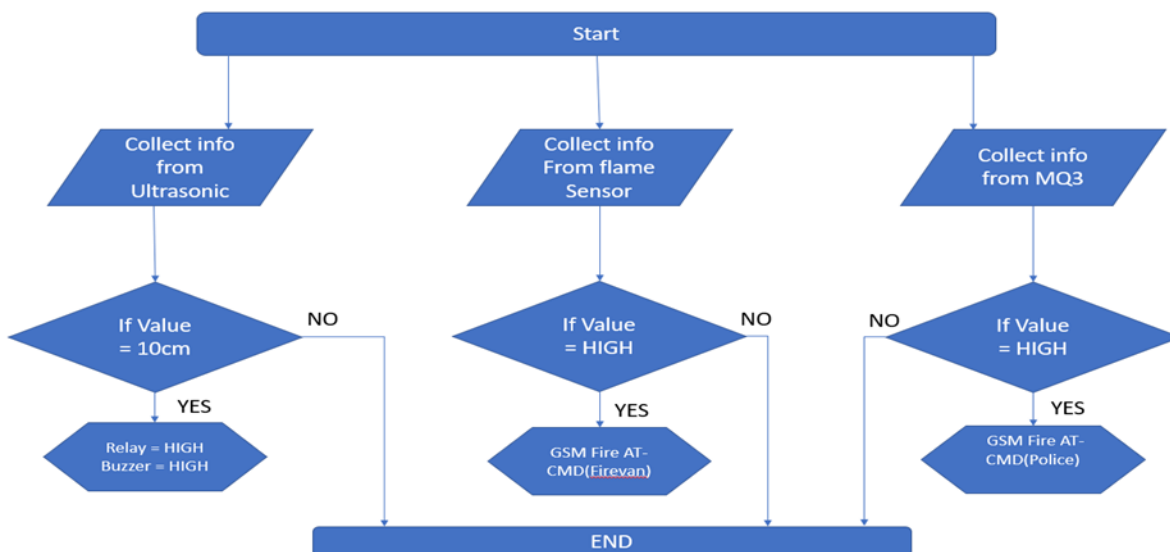 Start
Collect info
from
Ultrasonic
Collect info
From flame
Sensor
Collect info
from MQ3
If Value
= 10cm
NO
If Value
= HIGH
NO
NO
If Value
= HIGH
YES
YES
YES
Relay = HIGH
Buzzer = HIGH
GSM Fire AT-
CMD(Firevan)
GSM Fire AT-
CMD(Police)
END